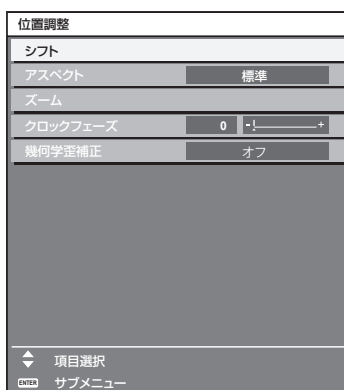 位置調整
シフト
アスペクト 標準
ズーム
クロックフェーズ 0 - +
幾何学歪補正 オフ
項目選択
ENTER サブメニュー